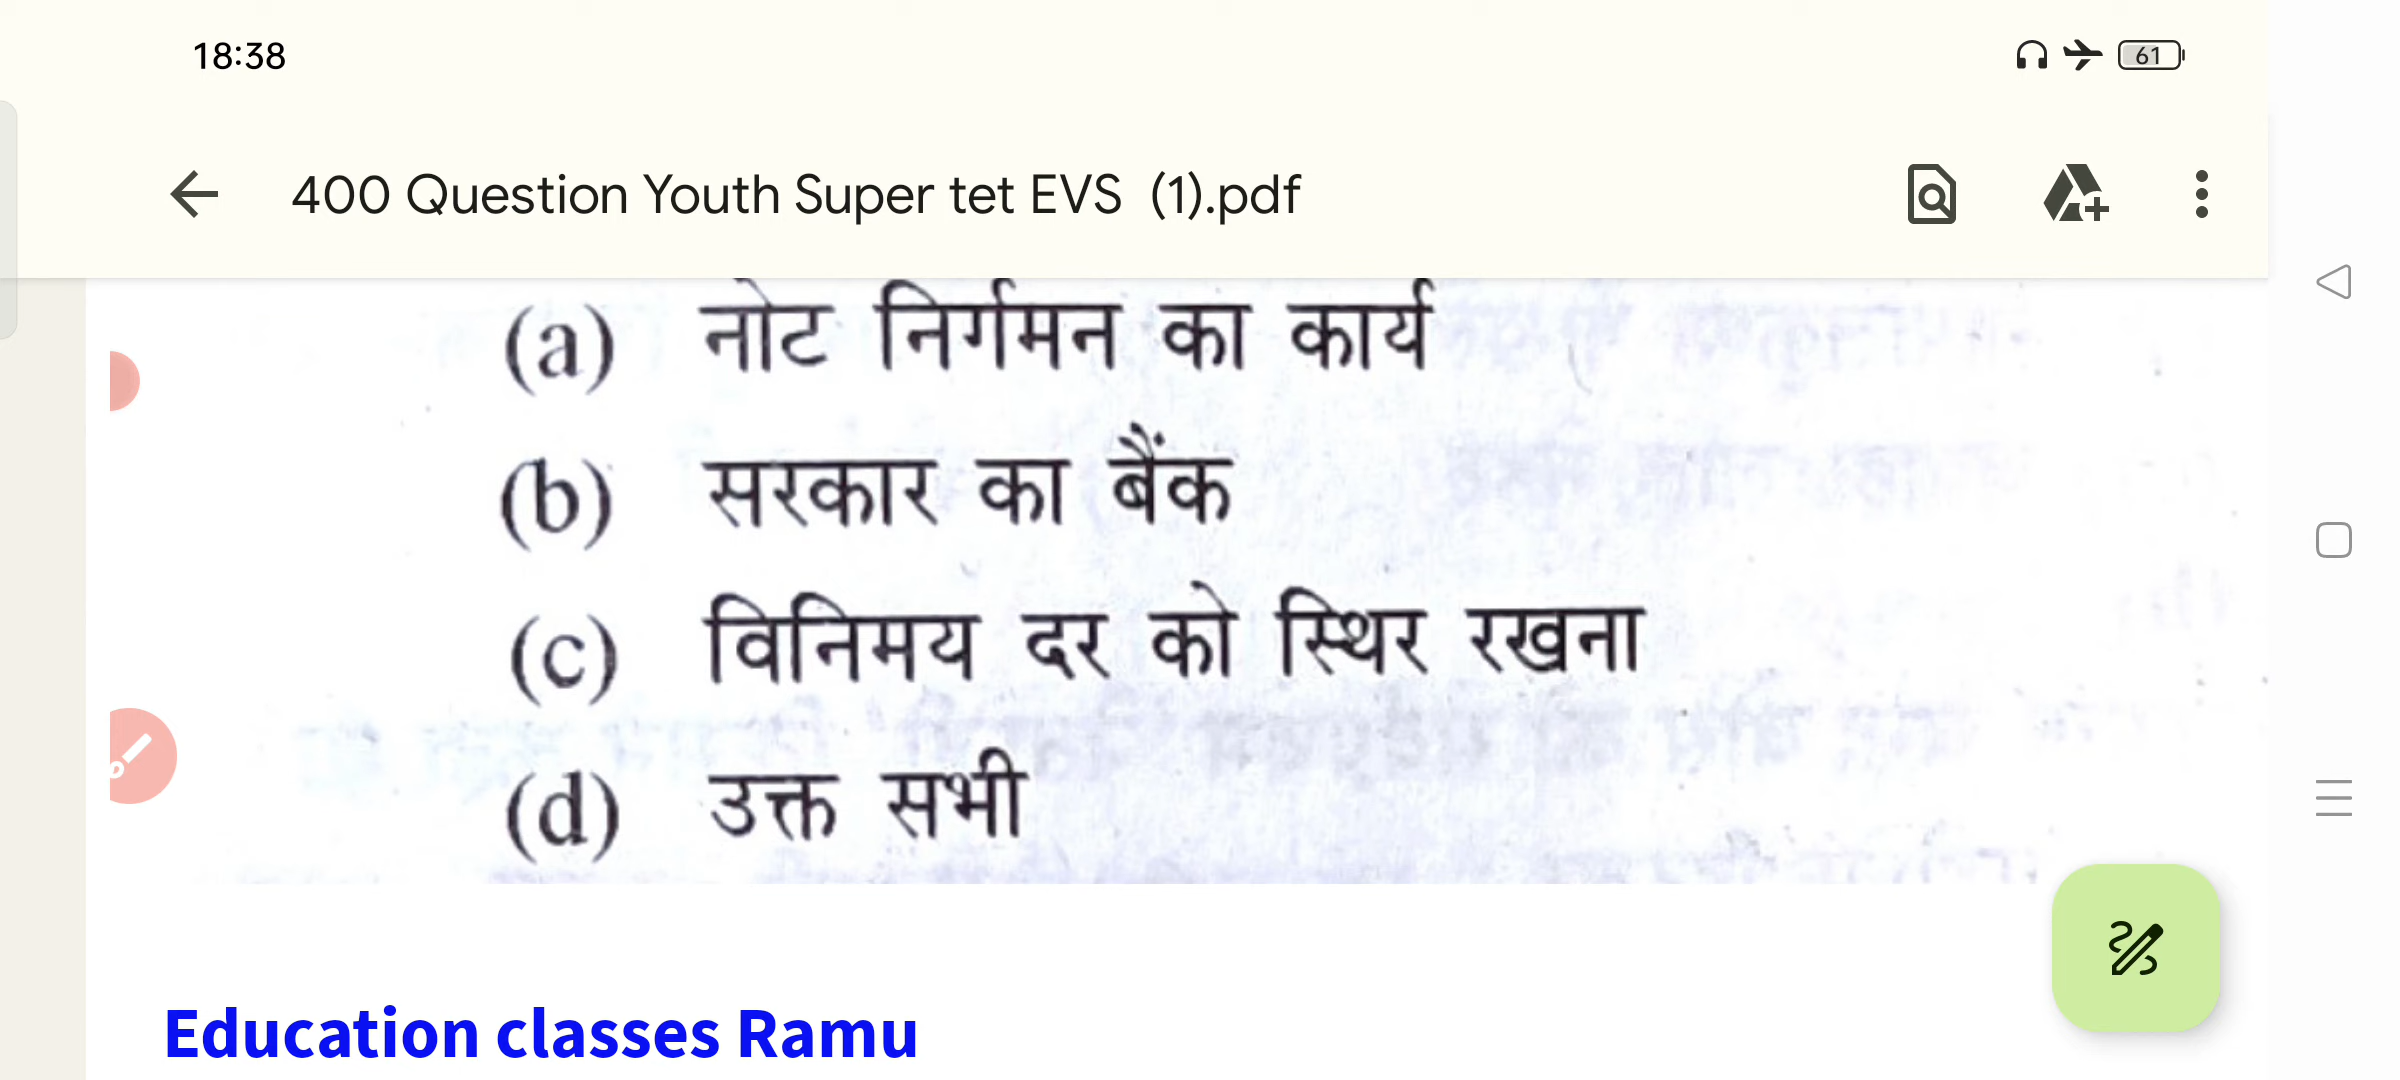 18:38
61
400 Question Youth Super tet EVS (1).pdf
(a) नोट निर्गमन का कार्य
(b) सरकार का बैंक
(c) विनिमय दर को स्थिर रखना
(d) उक्त सभी
Education classes Ramu